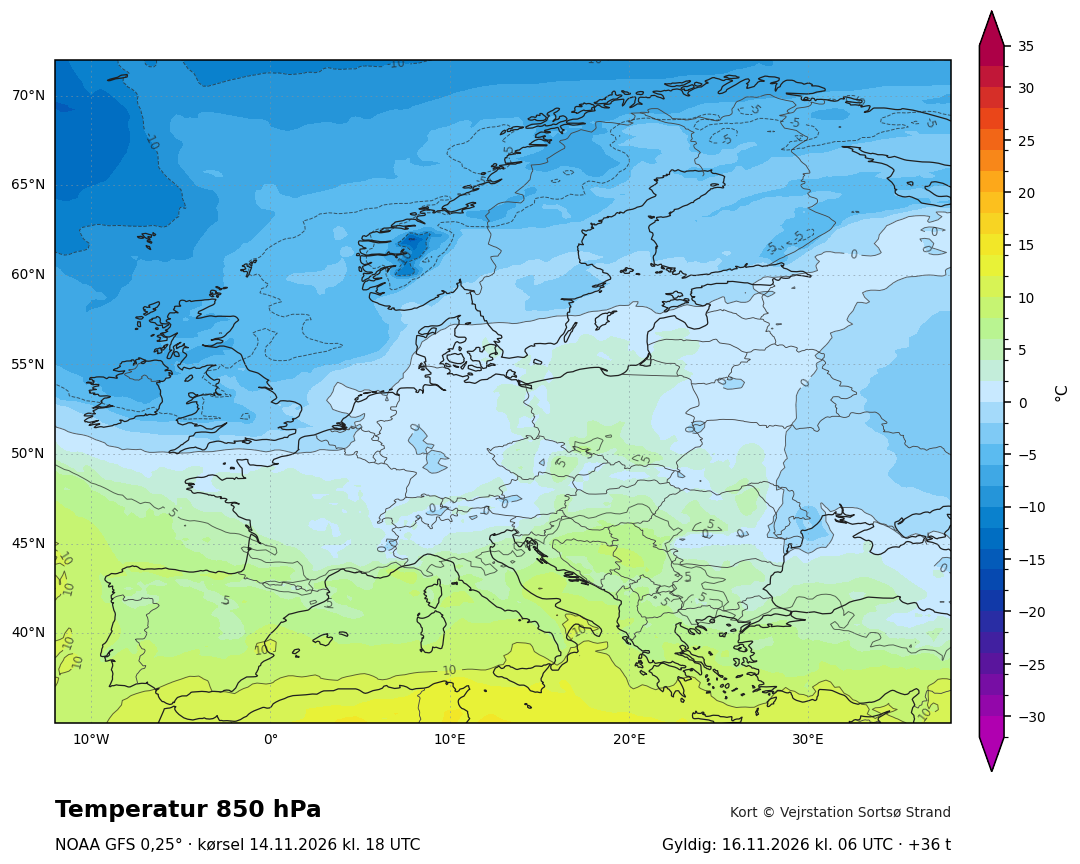 35
30
25
20
15
10
5
0
−5
−10
−15
−20
−25
−30
°C
70°N
65°N
60°N
55°N
50°N
45°N
40°N
10°W
0°
10°E
20°E
30°E
Temperatur 850 hPa
Kort © Vejrstation Sortsø Strand
NOAA GFS 0,25° · kørsel 14.11.2026 kl. 18 UTC
Gyldig: 16.11.2026 kl. 06 UTC · +36 t